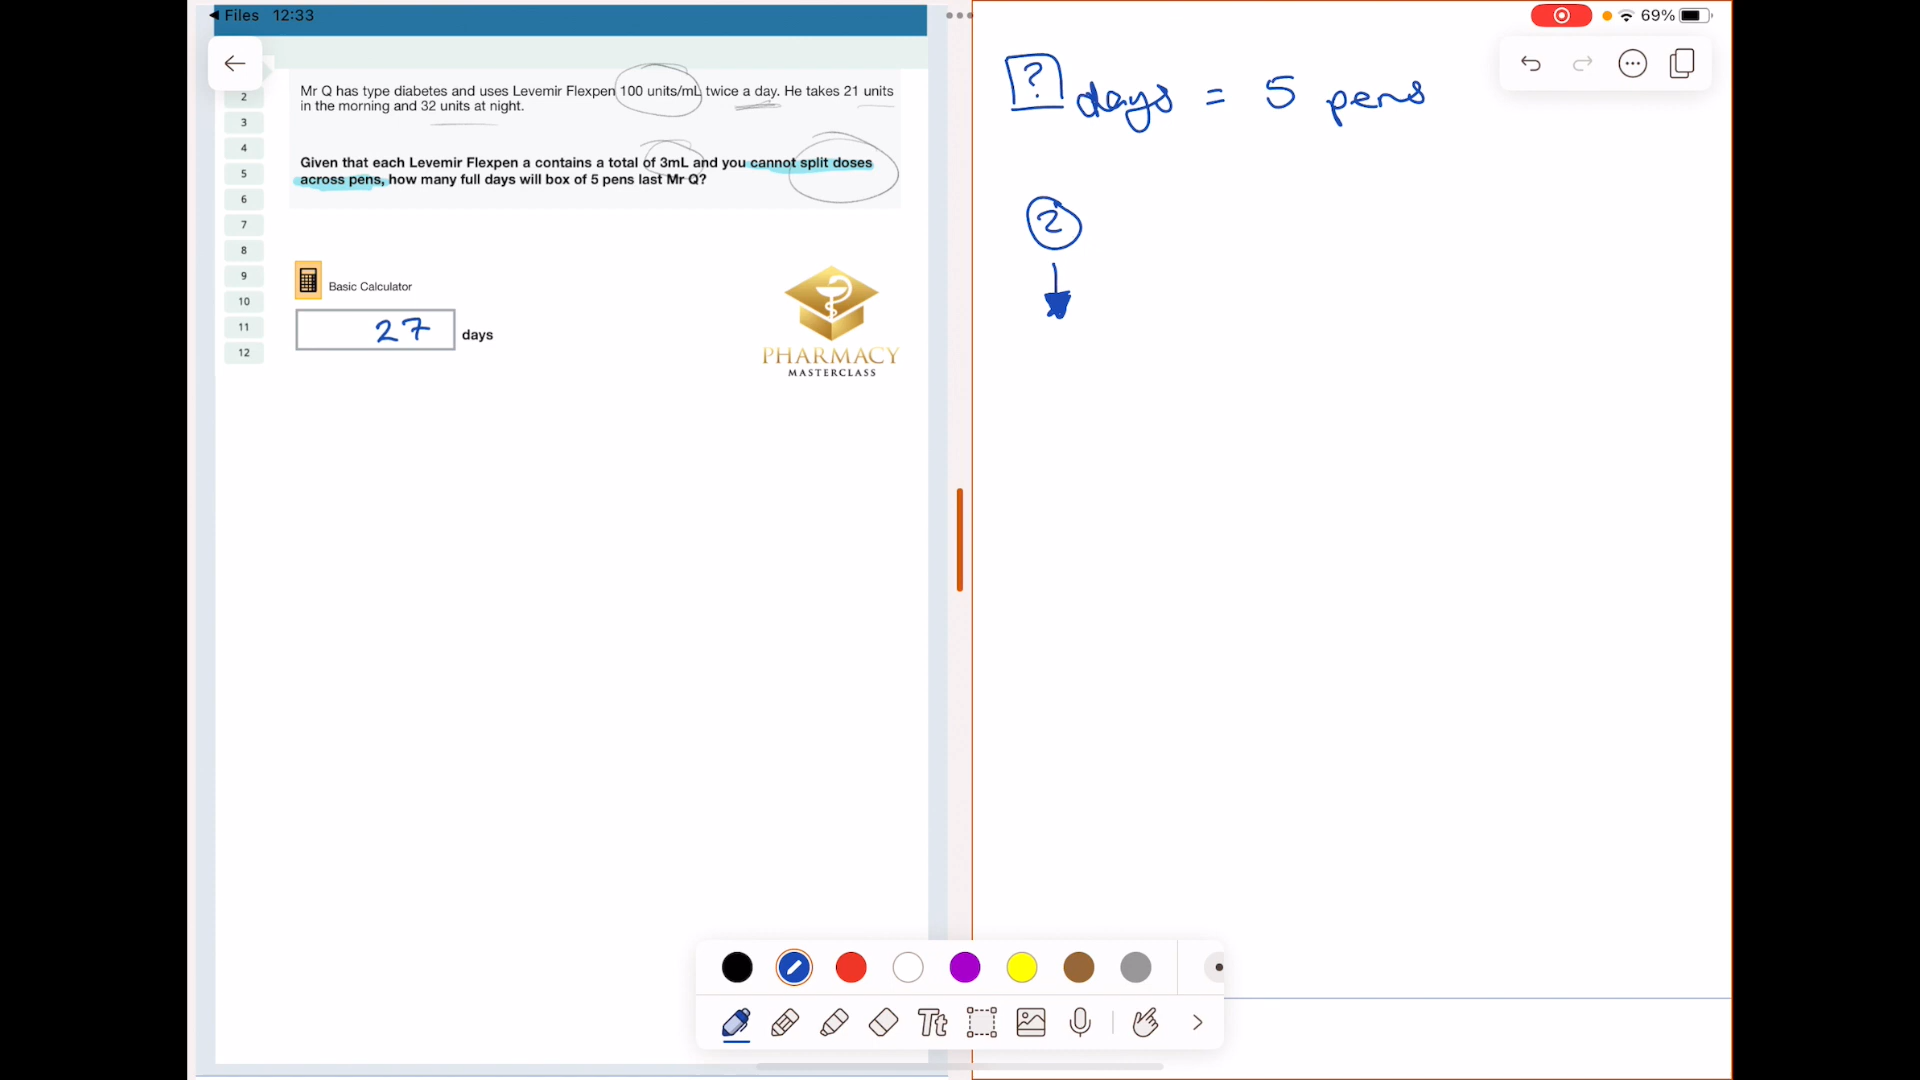 Files 12:33
69%
2
3
4
5
6
7
8
9
10
11
12
Mr Q has type diabetes and uses Levemir Flexpen 100 units/mL twice a day. He takes 21 units
in the morning and 32 units at night.
Given that each Levemir Flexpen a contains a total of 3mL and you cannot split doses
across pens, how many full days will box of 5 pens last Mr Q?
Basic Calculator
27 days
PHARMACY
MASTERCLASS
? days = 5 pens
2
Tt